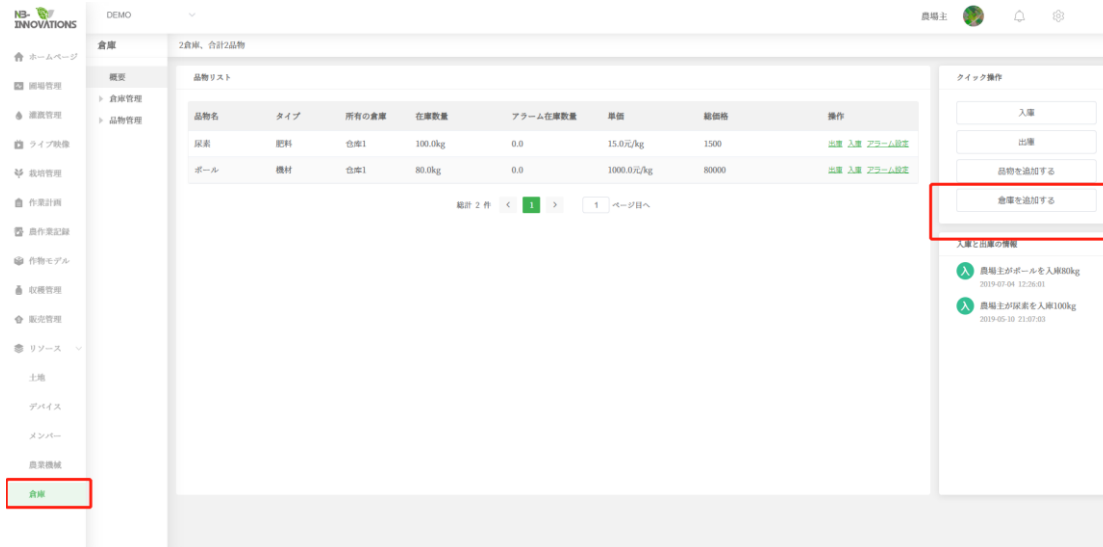 NB-
INNOVATIONS
DEMO
農場主
ホームページ
圃場管理
灌漑管理
ライブ映像
栽培管理
作業計画
農作業記録
作物モデル
収穫管理
販売管理
リソース
土地
デバイス
メンバー
農業機械
倉庫
倉庫
概要
倉庫管理
品物管理
2倉庫、合計2品物
品物リスト
品物名 タイプ 所有の倉庫 在庫数量 アラーム在庫数量 単価 総価格 操作
尿素 肥料 仓库1 100.0kg 0.0 15.0元/kg 1500 出庫 入庫 アラーム設定
ポール 機材 仓库1 80.0kg 0.0 1000.0元/kg 80000 出庫 入庫 アラーム設定
総計 2 件 < 1 > 1 ページ目へ
クイック操作
入庫
出庫
品物を追加する
倉庫を追加する
入庫と出庫の情報
入 農場主がポールを入庫80kg
2019-07-04 12:26:01
入 農場主が尿素を入庫100kg
2019-05-10 21:07:03